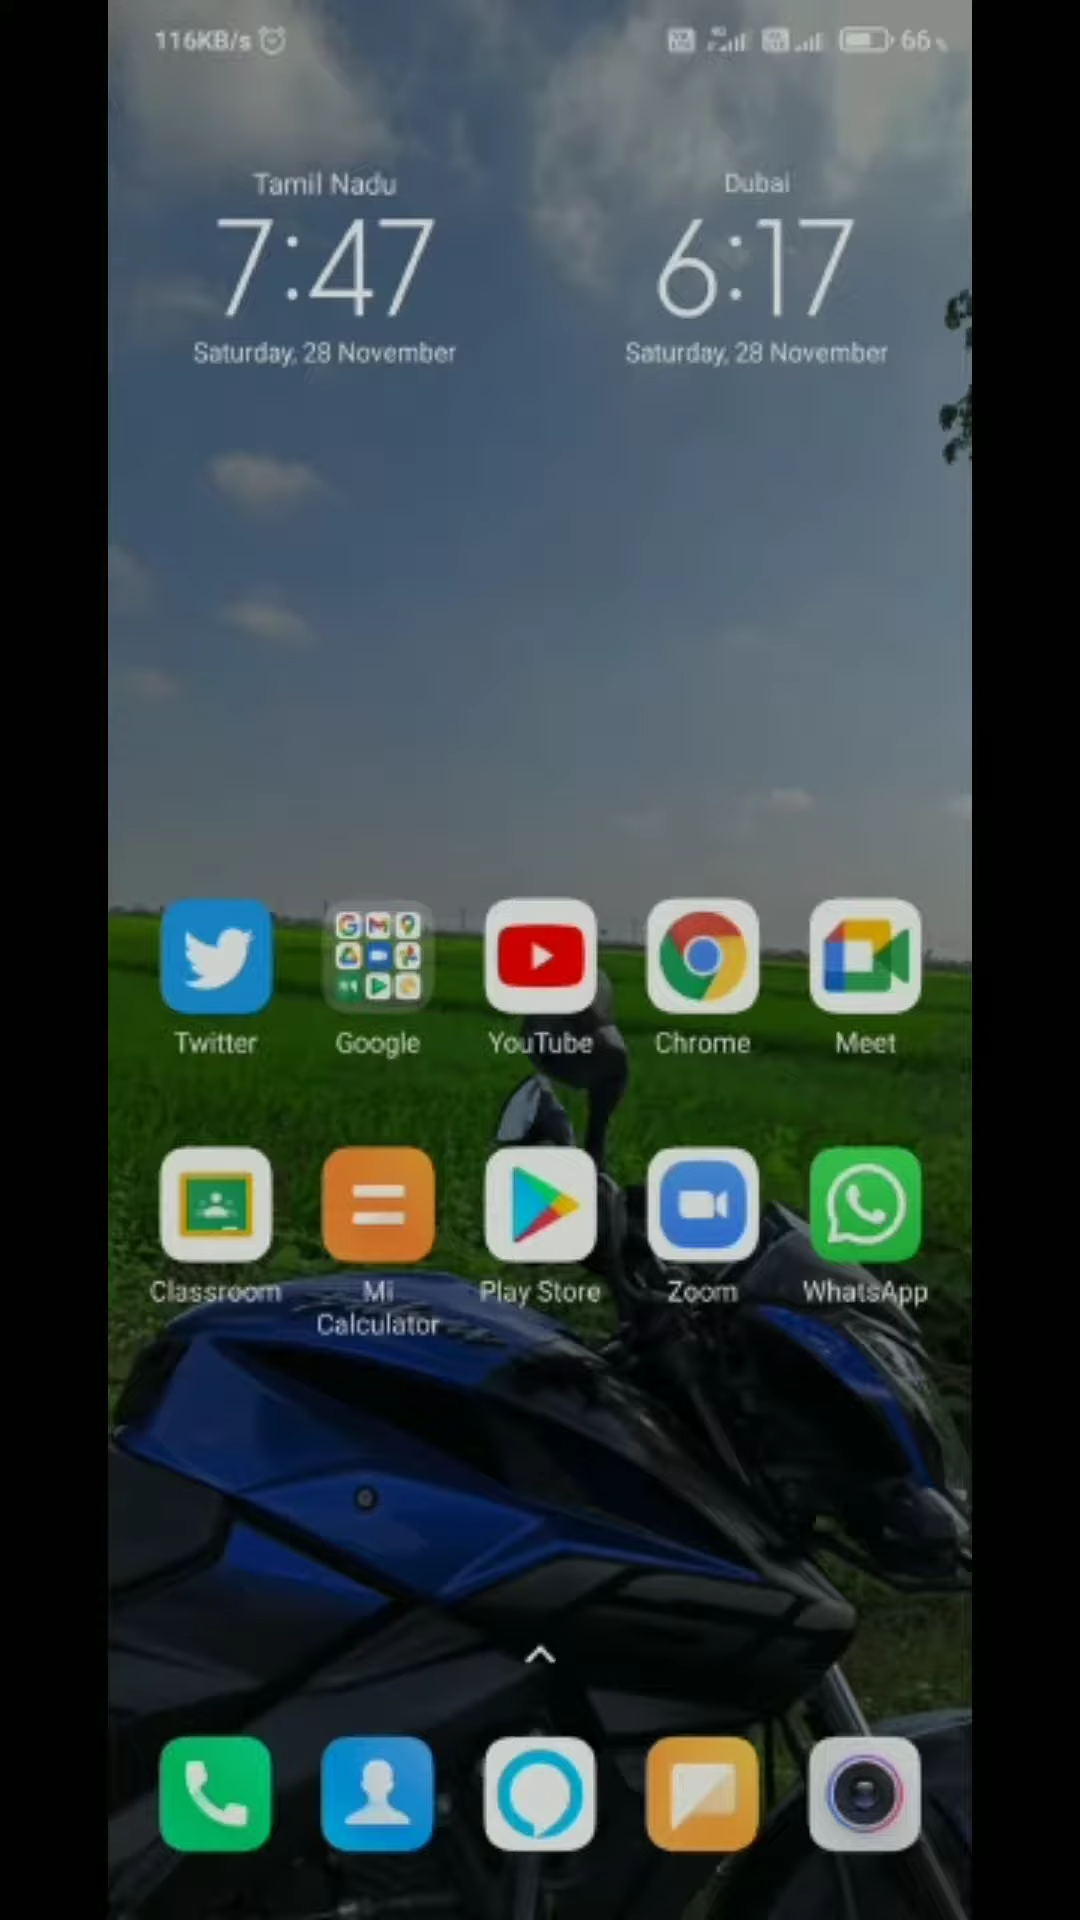 116KB/s
66
Tamil Nadu
Dubai
7:47
6:17
Saturday, 28 November
Saturday, 28 November
Twitter
Google
YouTube
Chrome
Meet
Classroom
Mi
Calculator
Play Store
Zoom
WhatsApp